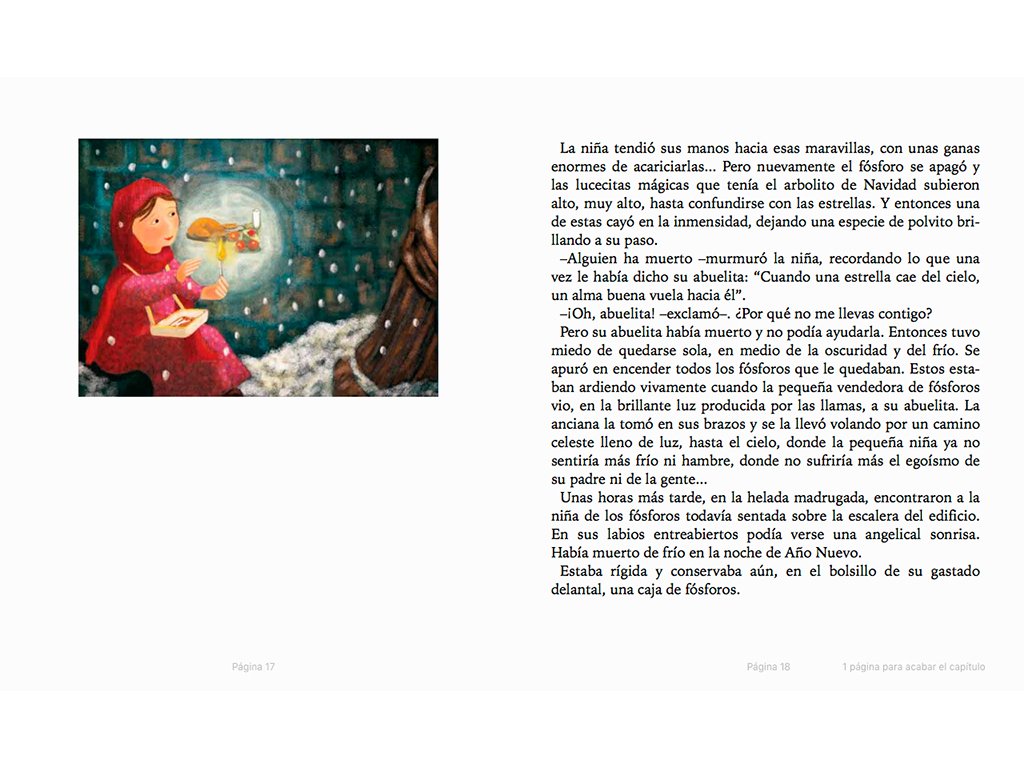 La niña tendió sus manos hacia esas maravillas, con unas ganas
enormes de acariciarlas... Pero nuevamente el fósforo se apagó y
las lucecitas mágicas que tenía el arbolito de Navidad subieron
alto, muy alto, hasta confundirse con las estrellas. Y entonces una
de estas cayó en la inmensidad, dejando una especie de polvito bri-
llando a su paso.
–Alguien ha muerto –murmuró la niña, recordando lo que una
vez le había dicho su abuelita: “Cuando una estrella cae del cielo,
un alma buena vuela hacia él”.
–¡Oh, abuelita! –exclamó–. ¿Por qué no me llevas contigo?
Pero su abuelita había muerto y no podía ayudarla. Entonces tuvo
miedo de quedarse sola, en medio de la oscuridad y del frío. Se
apuró en encender todos los fósforos que le quedaban. Estos esta-
ban ardiendo vivamente cuando la pequeña vendedora de fósforos
vio, en la brillante luz producida por las llamas, a su abuelita. La
anciana la tomó en sus brazos y se la llevó volando por un camino
celeste lleno de luz, hasta el cielo, donde la pequeña niña ya no
sentiría más frío ni hambre, donde no sufriría más el egoísmo de
su padre ni de la gente...
Unas horas más tarde, en la helada madrugada, encontraron a la
niña de los fósforos todavía sentada sobre la escalera del edificio.
En sus labios entreabiertos podía verse una angelical sonrisa.
Había muerto de frío en la noche de Año Nuevo.
Estaba rígida y conservaba aún, en el bolsillo de su gastado
delantal, una caja de fósforos.
Página 17
Página 18
1 página para acabar el capítulo